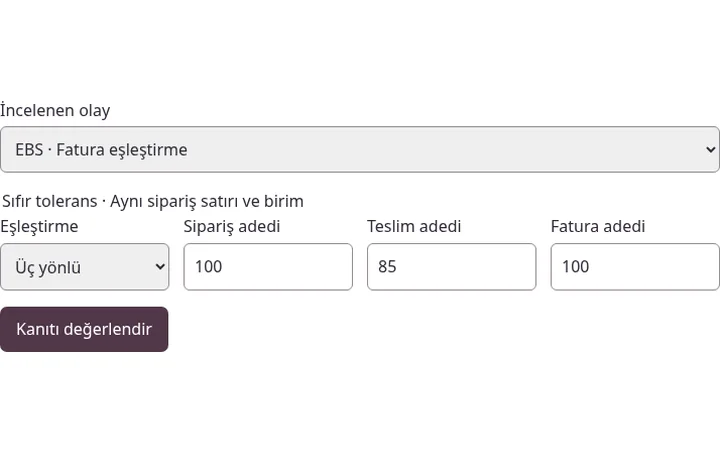 İncelenen olay
EBS · Fatura eşleştirme
Sıfır tolerans · Aynı sipariş satırı ve birim
Eşleştirme Sipariş adedi Teslim adedi Fatura adedi
Üç yönlü 100 85 100
Kanıtı değerlendir